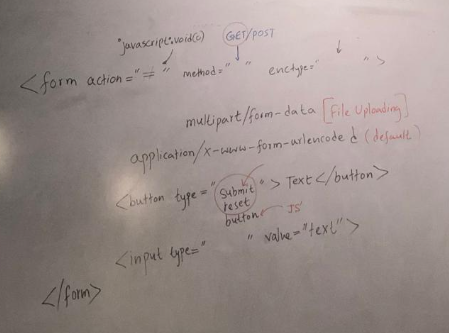 "javascript:void(0) GET/POST
<form action="=" method=" " enctype=" ">
multipart/form-data [File Uploading]
application/x-www-form-urlencoded (default)
<button type="submit"> Text</button>
reset
button JS
<input type=" " value="text">
</form>